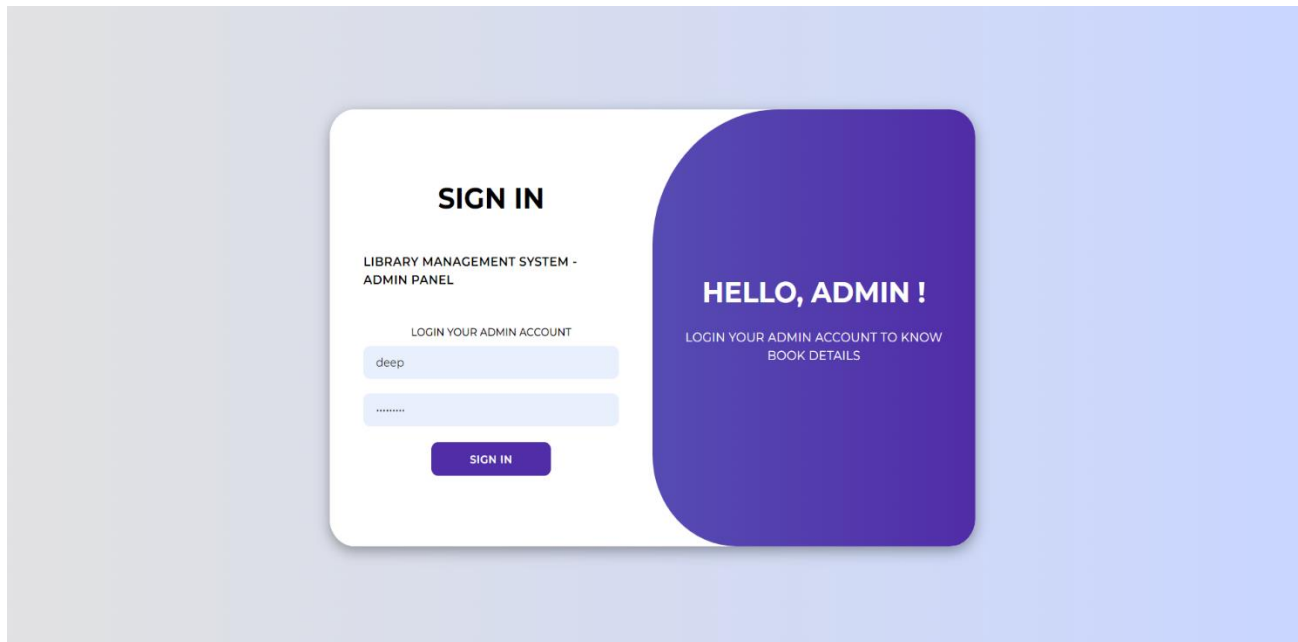 SIGN IN
LIBRARY MANAGEMENT SYSTEM -
ADMIN PANEL
LOGIN YOUR ADMIN ACCOUNT
deep
·········
SIGN IN
HELLO, ADMIN !
LOGIN YOUR ADMIN ACCOUNT TO KNOW
BOOK DETAILS